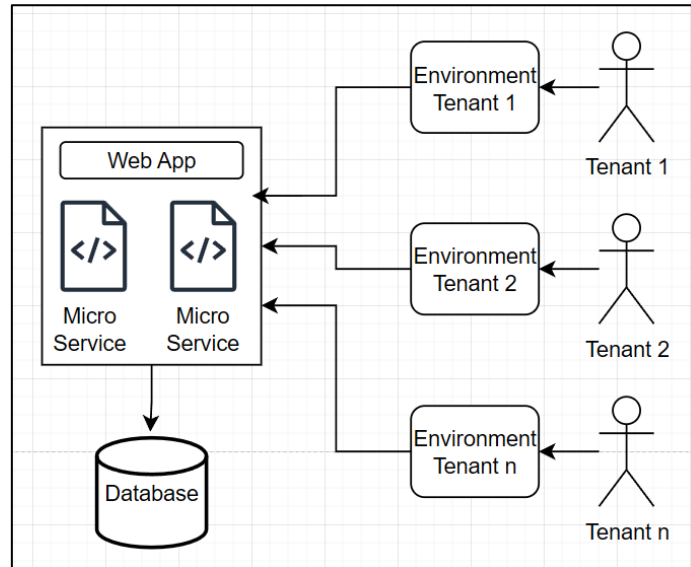 Environment
Tenant 1
Tenant 1
Web App
</>
</>
Micro
Service
Micro
Service
Environment
Tenant 2
Tenant 2
Database
Environment
Tenant n
Tenant n